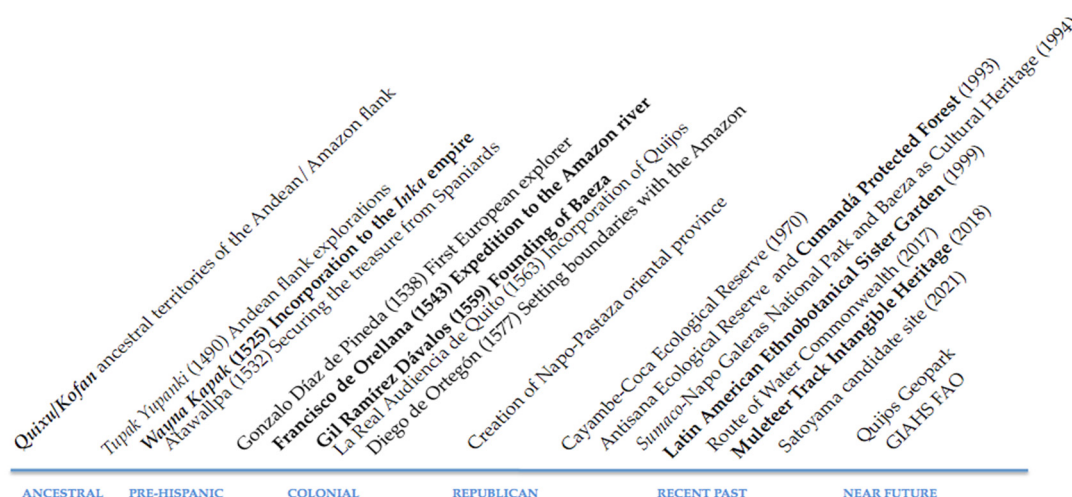 Quixu/Kofan ancestral territories of the Andean/Amazon flank
Tupak Yupanki (1490) Andean flank explorations
Wayna Kapak (1525) Incorporation to the Inka empire
Atawallpa (1532) Securing the treasure from Spaniards
Gonzalo Díaz de Pineda (1538) First European explorer
Francisco de Orellana (1543) Expedition to the Amazon river
Gil Ramírez Dávalos (1559) Founding of Baeza
La Real Audiencia de Quito (1563) Incorporation of Quijos
Diego de Ortegón (1577) Setting boundaries with the Amazon
Creation of Napo-Pastaza oriental province
Cayambe-Coca Ecological Reserve (1970)
Antisana Ecological Reserve and Cumandá Protected Forest (1993)
Sumaco-Napo Galeras National Park and Baeza as Cultural Heritage (1994)
Latin American Ethnobotanical Sister Garden (1999)
Route of Water Commonwealth (2017)
Muleteer Track Intangible Heritage (2018)
Satoyama candidate site (2021)
Quijos Geopark
GIAHS FAO
ANCESTRAL PRE-HISPANIC COLONIAL REPUBLICAN RECENT PAST NEAR FUTURE